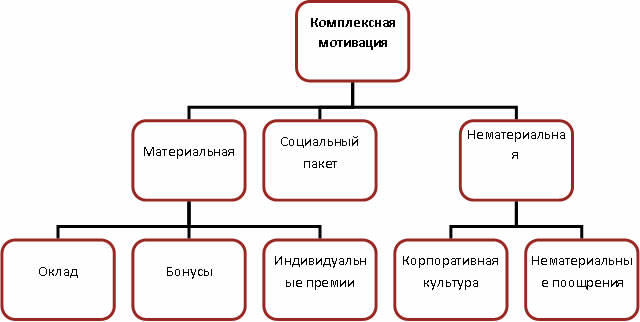 Комплексная
мотивация
Материальная
Социальный
пакет
Нематериальна
я
Оклад
Бонусы
Индивидуальн
ые премии
Корпоративная
культура
Нематериальны
е поощрения